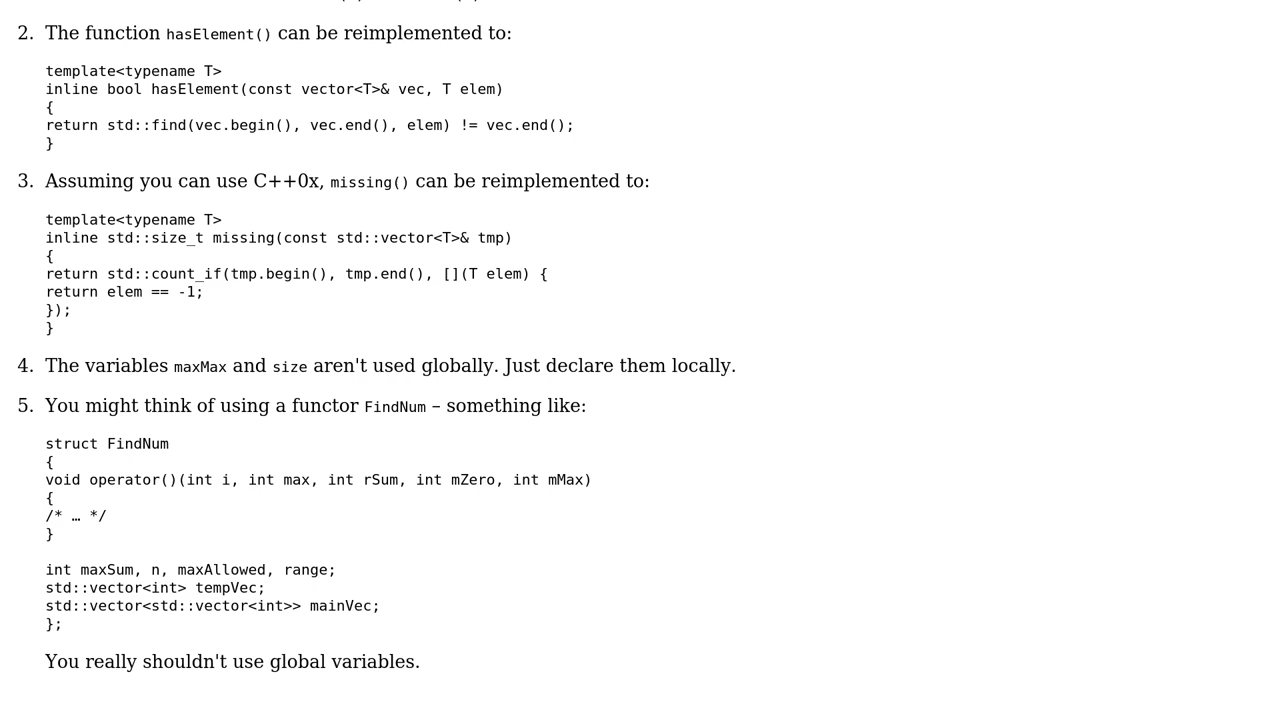 2. The function hasElement() can be reimplemented to:
template<typename T>
inline bool hasElement(const vector<T>& vec, T elem)
{
return std::find(vec.begin(), vec.end(), elem) != vec.end();
}
3. Assuming you can use C++0x, missing() can be reimplemented to:
template<typename T>
inline std::size_t missing(const std::vector<T>& tmp)
{
return std::count_if(tmp.begin(), tmp.end(), [](T elem) {
return elem == -1;
});
}
4. The variables maxMax and size aren't used globally. Just declare them locally.
5. You might think of using a functor FindNum – something like:
struct FindNum
{
void operator()(int i, int max, int rSum, int mZero, int mMax)
{
/* … */
}
int maxSum, n, maxAllowed, range;
std::vector<int> tempVec;
std::vector<std::vector<int>> mainVec;
};
You really shouldn't use global variables.